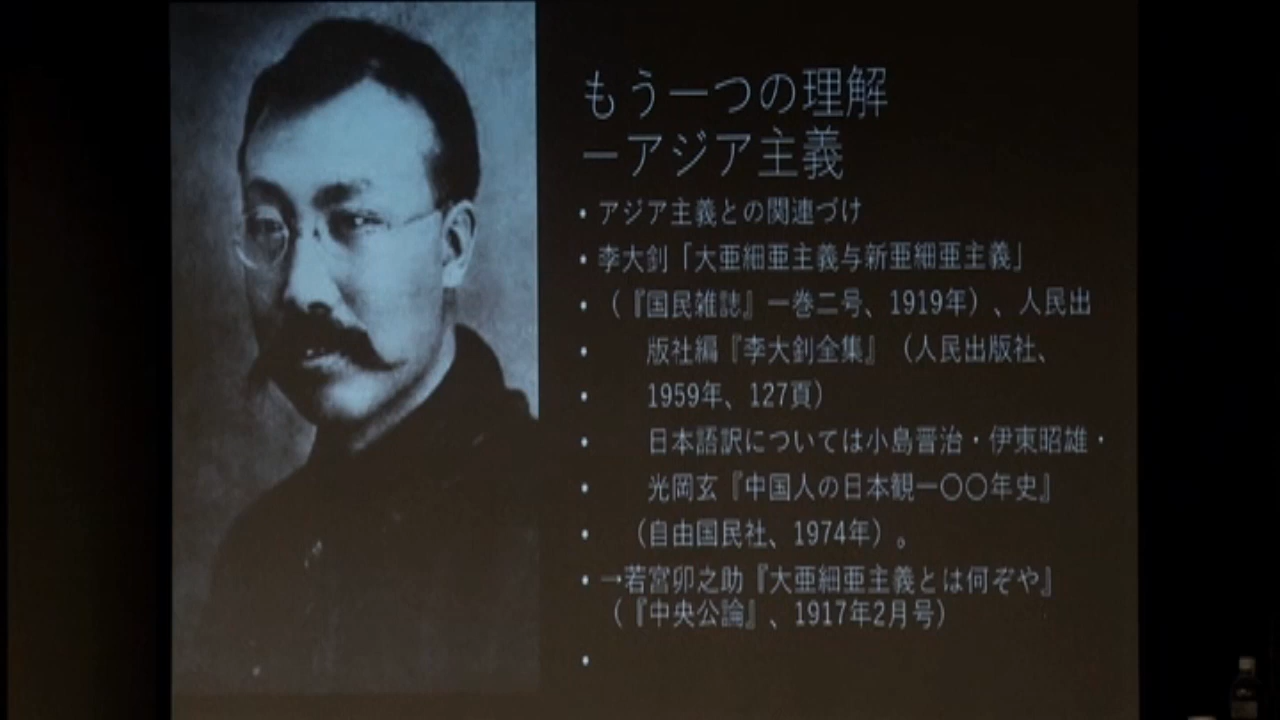 もう一つの理解
ーアジア主義
• アジア主義との関連づけ
• 李大釗「大亜細亜主義与新亜細亜主義」
• （『国民雑誌』一巻二号、1919年）、人民出
• 版社編『李大釗全集』（人民出版社、
• 1959年、127頁）
• 日本語訳については小島晋治・伊東昭雄・
• 光岡玄『中国人の日本観一〇〇年史』
• （自由国民社、1974年）。
• →若宮卯之助『大亜細亜主義とは何ぞや』
（『中央公論』、1917年2月号）
•